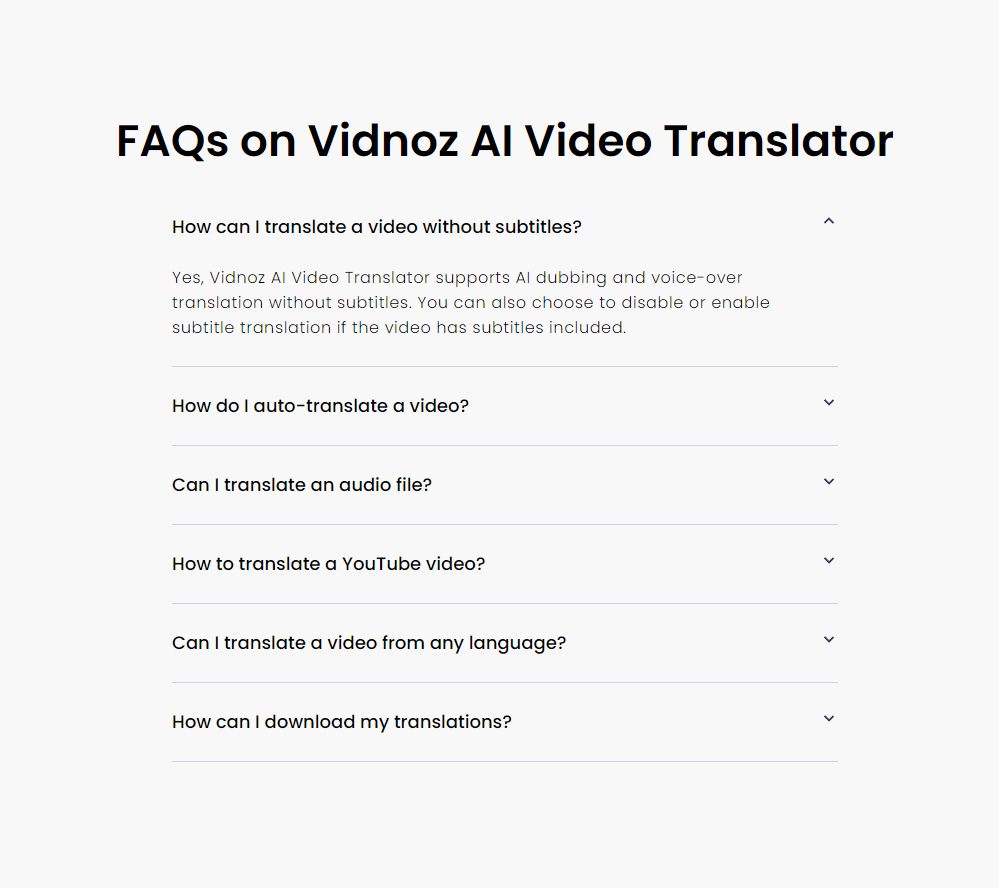 FAQs on Vidnoz AI Video Translator
How can I translate a video without subtitles?
Yes, Vidnoz AI Video Translator supports AI dubbing and voice-over
translation without subtitles. You can also choose to disable or enable
subtitle translation if the video has subtitles included.
How do I auto-translate a video?
Can I translate an audio file?
How to translate a YouTube video?
Can I translate a video from any language?
How can I download my translations?